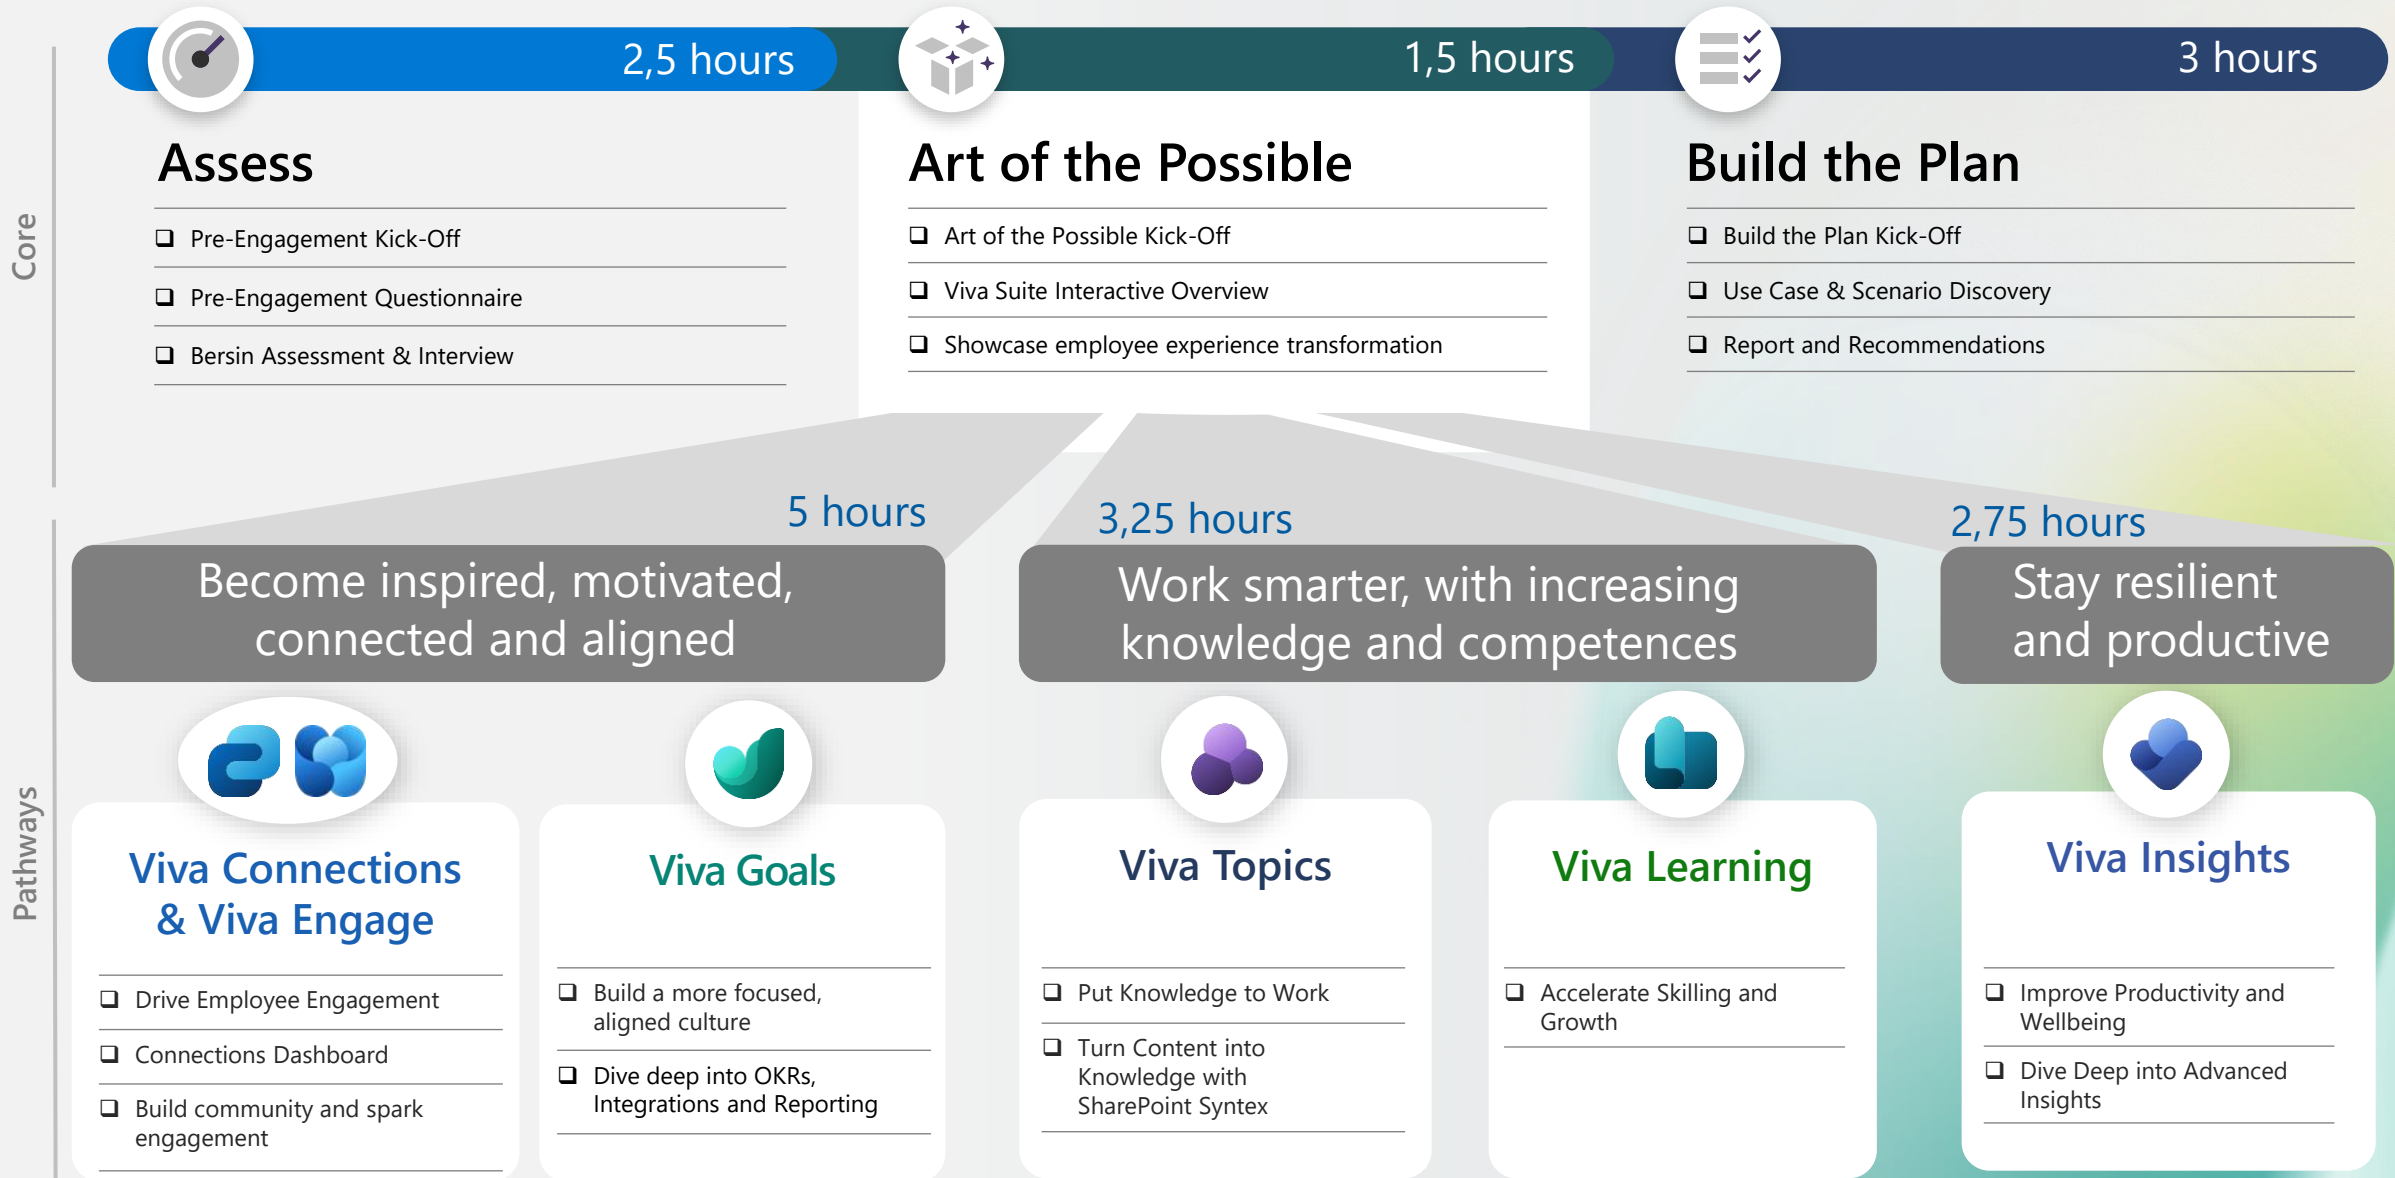 Core
2,5 hours
Assess
Pre-Engagement Kick-Off
Pre-Engagement Questionnaire
Bersin Assessment & Interview
1,5 hours
Art of the Possible
Art of the Possible Kick-Off
Viva Suite Interactive Overview
Showcase employee experience transformation
3 hours
Build the Plan
Build the Plan Kick-Off
Use Case & Scenario Discovery
Report and Recommendations
Pathways
5 hours
Become inspired, motivated,
connected and aligned
Viva Connections
& Viva Engage
Drive Employee Engagement
Connections Dashboard
Build community and spark
engagement
Viva Goals
Build a more focused,
aligned culture
Dive deep into OKRs,
Integrations and Reporting
3,25 hours
Work smarter, with increasing
knowledge and competences
Viva Topics
Put Knowledge to Work
Turn Content into
Knowledge with
SharePoint Syntex
Viva Learning
Accelerate Skilling and
Growth
2,75 hours
Stay resilient
and productive
Viva Insights
Improve Productivity and
Wellbeing
Dive Deep into Advanced
Insights